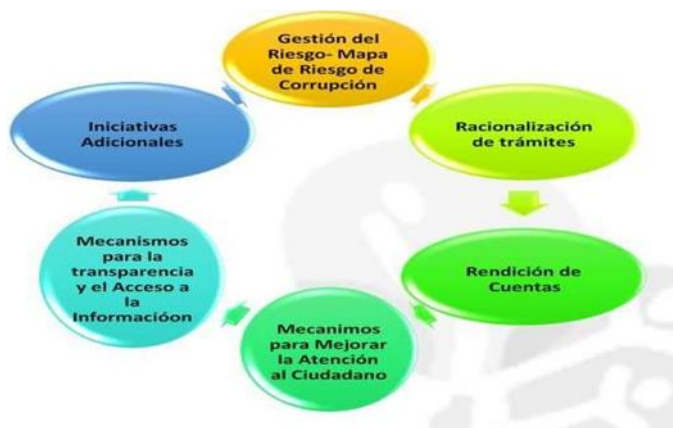 Gestión del
Riesgo- Mapa
de Riesgo de
Corrupción
Racionalización
de trámites
Rendición de
Cuentas
Mecanimos
para Mejorar
la Atención
al Ciudadano
Mecanismos
para la
transparencia
y el Acceso a
la
Informacióon
Iniciativas
Adicionales